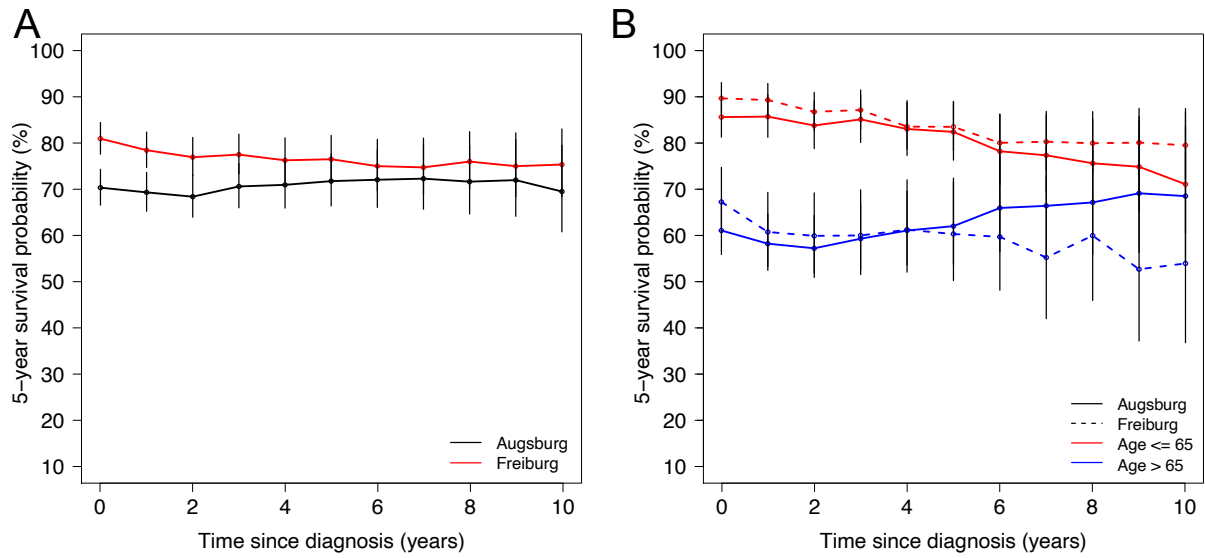 A
5−year survival probability (%)
100
90
80
70
60
50
40
30
20
10
Augsburg
Freiburg
0 2 4 6 8 10
Time since diagnosis (years)
B
5−year survival probability (%)
100
90
80
70
60
50
40
30
20
10
Augsburg
Freiburg
Age <= 65
Age > 65
0 2 4 6 8 10
Time since diagnosis (years)